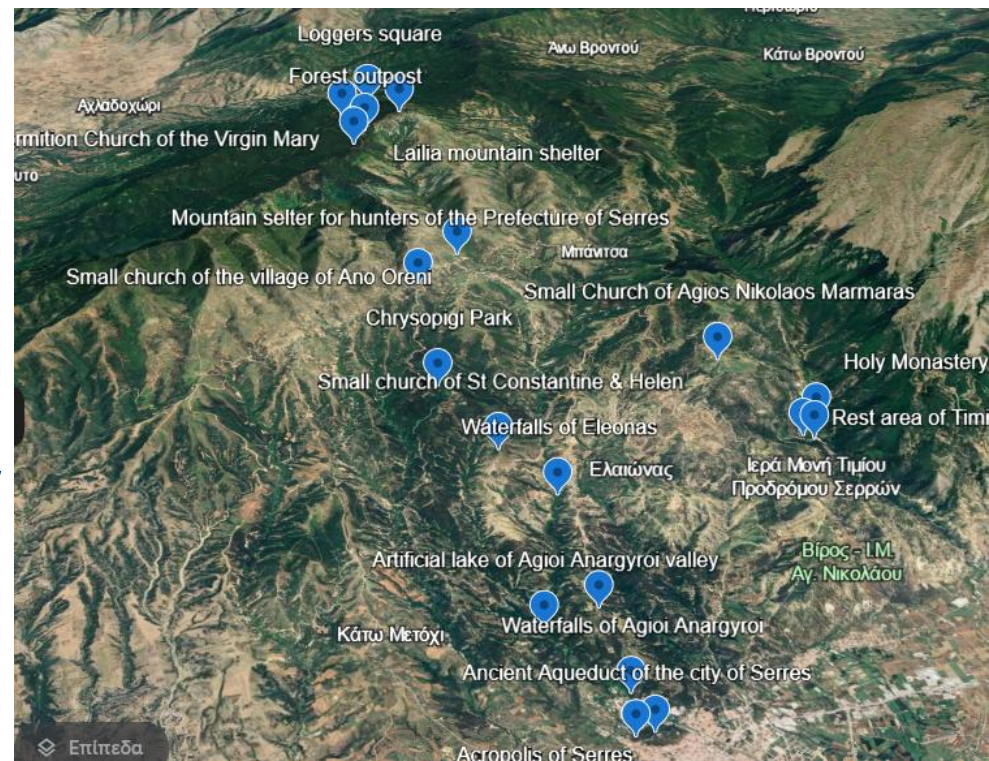 Περισώριο
Loggers square
Άνω Βροντού
Κάτω Βροντού
Forest outpost
Αχλαδοχώρι
rmition Church of the Virgin Mary
Lailia mountain shelter
υτο
Mountain selter for hunters of the Prefecture of Serres
Μπάνιτσα
Small church of the village of Ano Oreni
Small Church of Agios Nikolaos Marmaras
Chrysopigi Park
Holy Monastery
Small church of St Constantine & Helen
Rest area of Timi
Waterfalls of Eleonas
Ελαιώνας
Ιερά Μονή Τιμίου
Προδρόμου Σερρών
Βίρος - Ι.Μ.
Αγ. Νικολάου
Artificial lake of Agioi Anargyroi valley
Κάτω Μετόχι
Waterfalls of Agioi Anargyroi
Ancient Aqueduct of the city of Serres
Επίπεδα
Acropolis of Serres